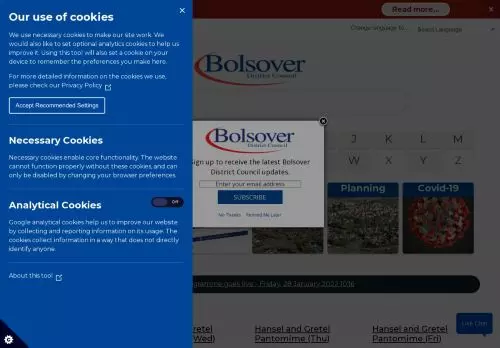 Our use of cookies
We use necessary cookies to make our site work. We
would also like to set optional analytics cookies to help us
improve it. Using this tool will also set a cookie on your
device to remember the preferences you make here.
For more detailed information on the cookies we use,
please check our Privacy Policy
Accept Recommended Settings
Necessary Cookies
Necessary cookies enable core functionality. The website
cannot function properly without these cookies, and can
only be disabled by changing your browser preferences.
Analytical Cookies
Off
Google analytical cookies help us to improve our website
by collecting and reporting information on its usage. The
cookies collect information in a way that does not directly
identify anyone.
About this tool
Read more...
Change language to:
Select Language
Bolsover
District Council
J K L M
W X Y Z
Bolsover
District Council
Sign up to receive the latest Bolsover
District Council updates.
Enter your email address
SUBSCRIBE
No Thanks Remind Me Later
Planning
Covid-19
goes live - Friday, 28 January 2022 10:16
Live Chat
Hansel and Gretel
Pantomime (Thu)
Hansel and Gretel
Pantomime (Fri)